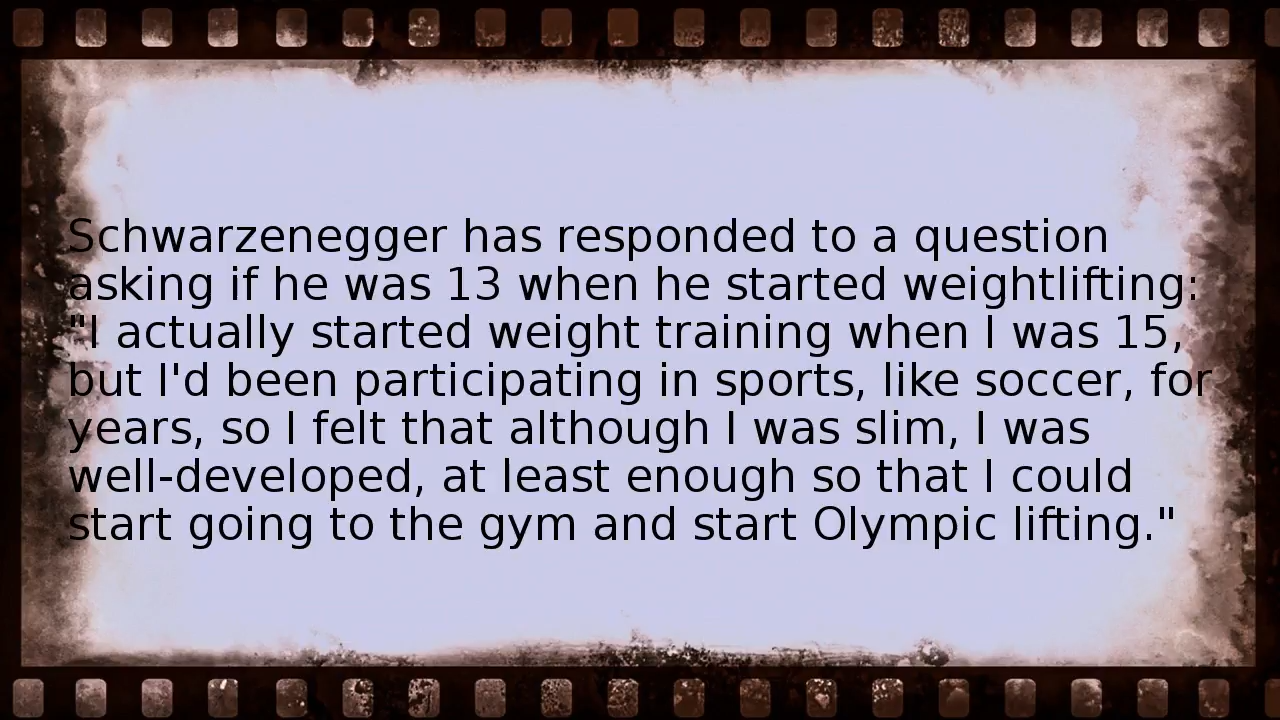 Schwarzenegger has responded to a question
asking if he was 13 when he started weightlifting:
"I actually started weight training when I was 15,
but I'd been participating in sports, like soccer, for
years, so I felt that although I was slim, I was
well-developed, at least enough so that I could
start going to the gym and start Olympic lifting."